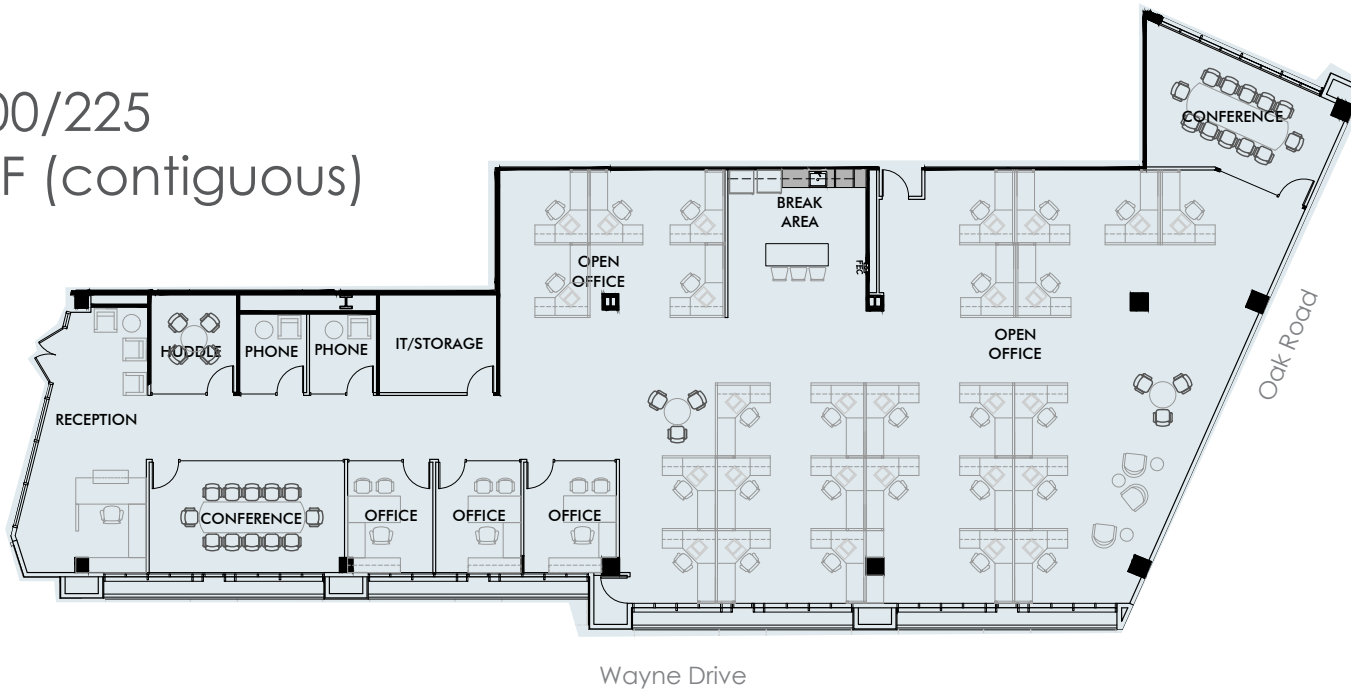 00/225
F (contiguous)
CONFERENCE
BREAK
AREA
OPEN
OFFICE
FEC
HUDDLE
PHONE
PHONE
IT/STORAGE
OPEN
OFFICE
Oak Road
RECEPTION
CONFERENCE
OFFICE
OFFICE
OFFICE
Wayne Drive